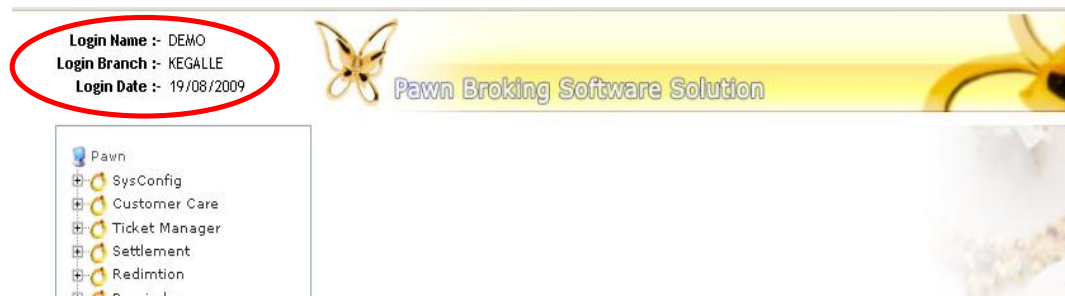 Login Name :- DEMO
Login Branch :- KEGALLE
Login Date :- 19/08/2009
Pawn Broking Software Solution
Pawn
SysConfig
Customer Care
Ticket Manager
Settlement
Redimtion